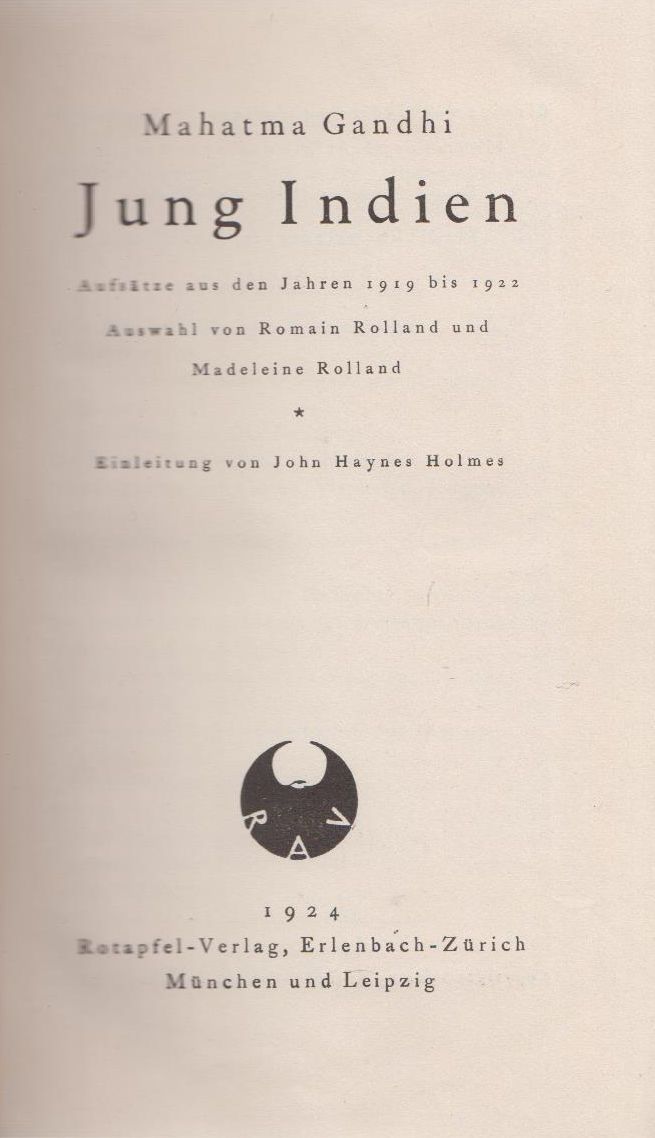 Mahatma Gandhi
Jung Indien
Aufsätze aus den Jahren 1919 bis 1922
Auswahl von Romain Rolland und
Madeleine Rolland
★
Einleitung von John Haynes Holmes
R A V
1924
Rotapfel-Verlag, Erlenbach-Zürich
München und Leipzig